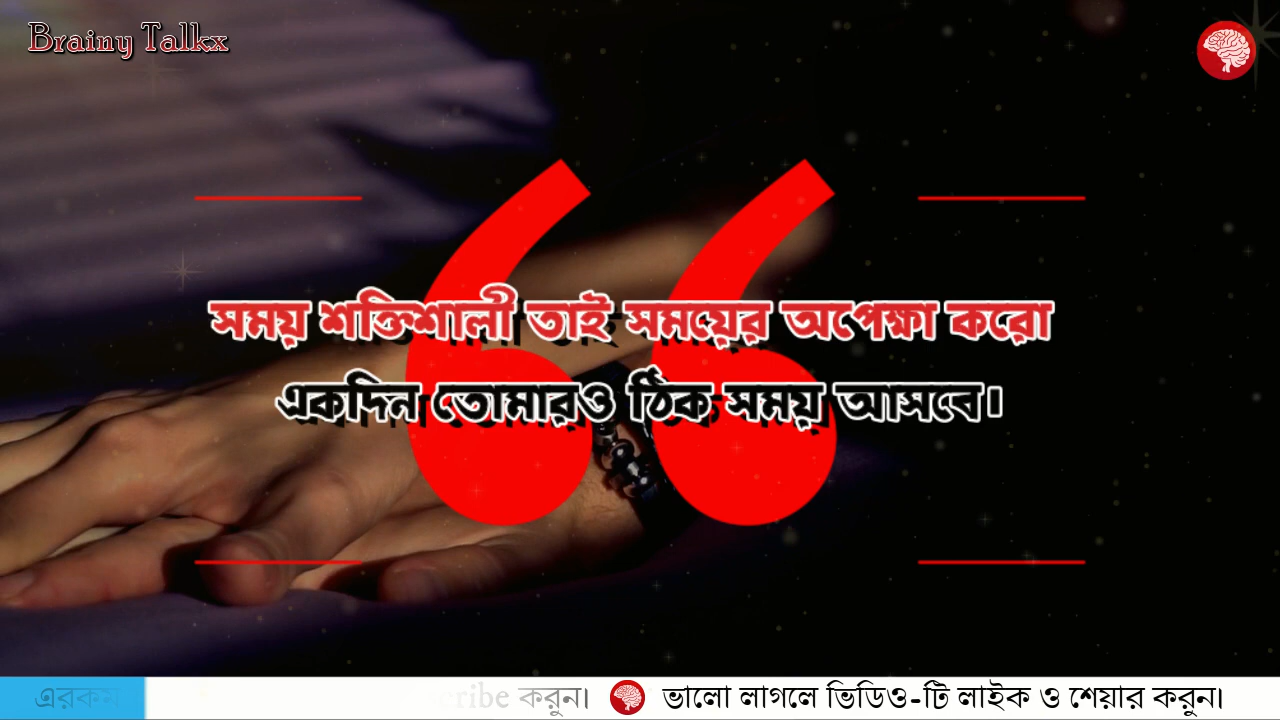 Brainy Talkx
সময় শক্তিশালী তাই সময়ের অপেক্ষা করো
একদিন তোমারও ঠিক সময় আসবে।
এরকম করুন। ভালো লাগলে ভিডিও-টি লাইক ও শেয়ার করুন।